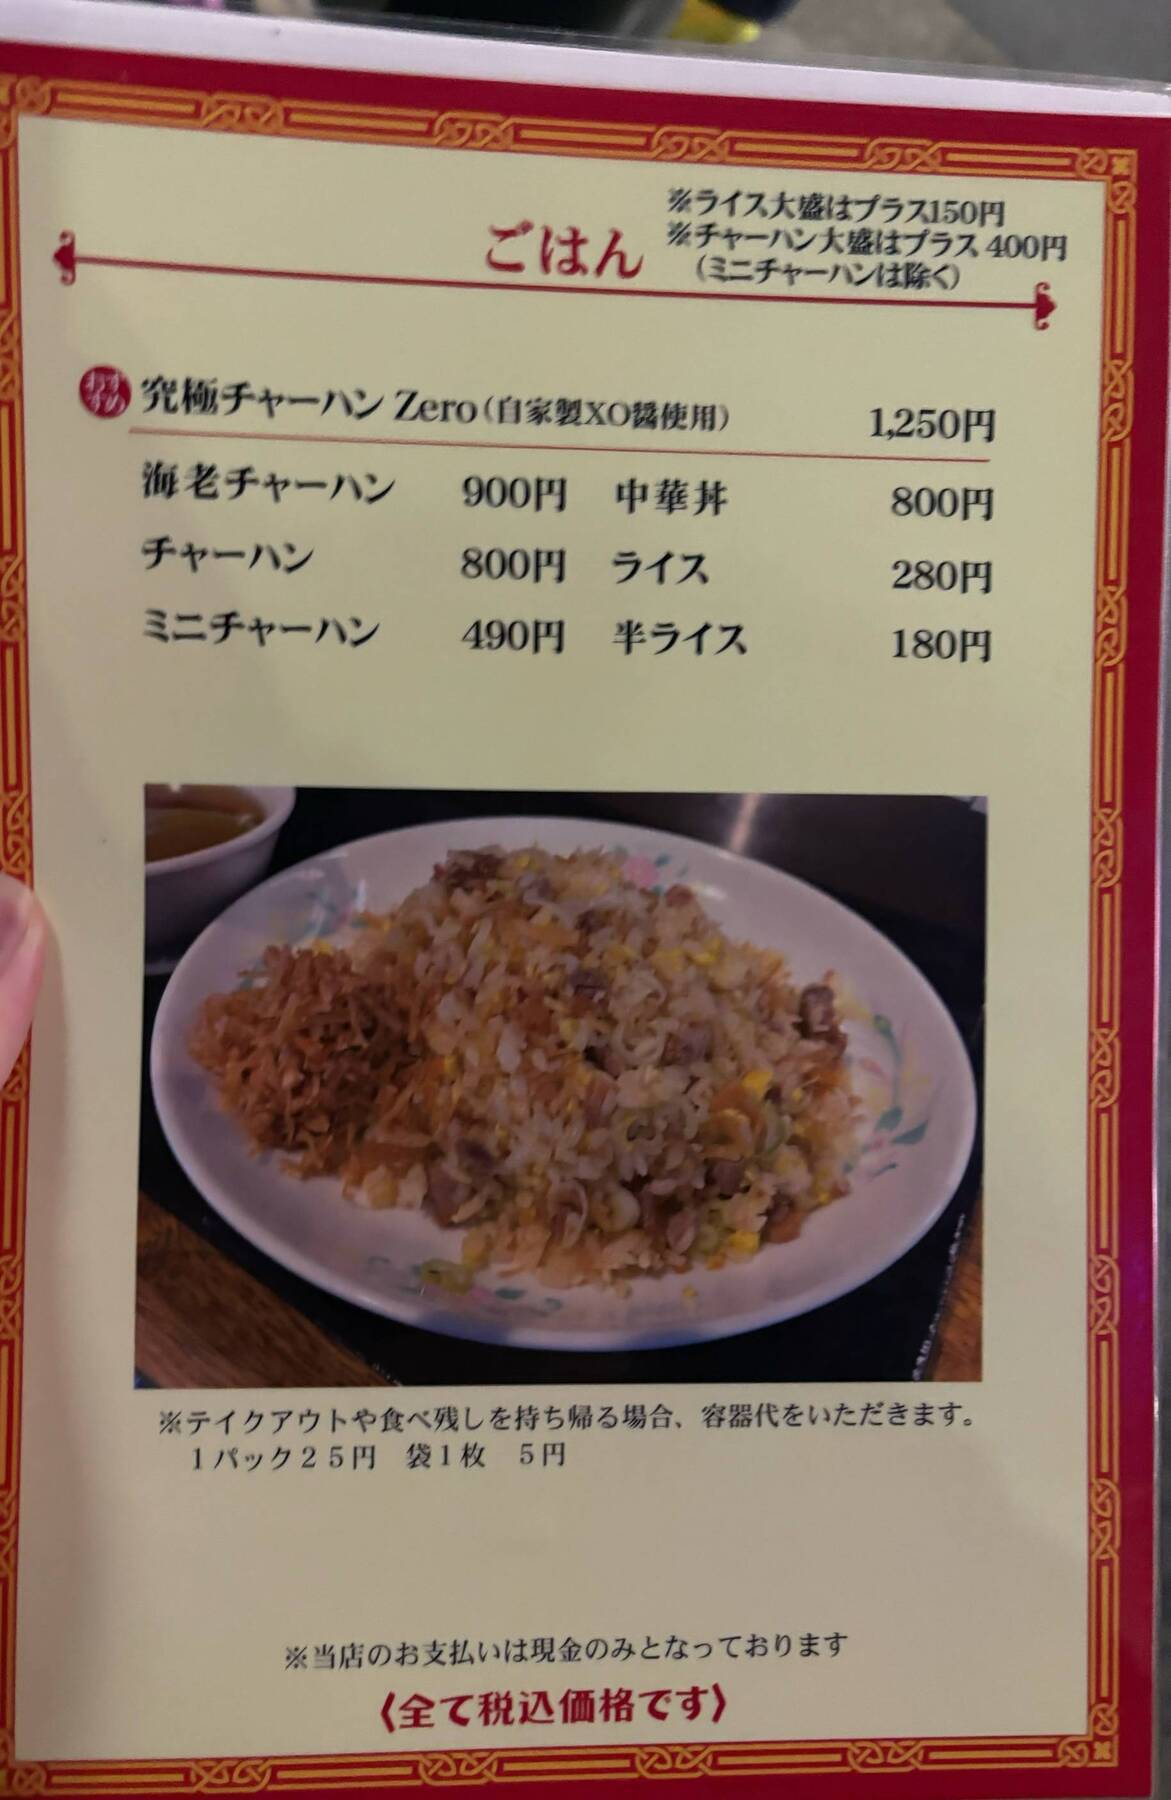 ※ライス大盛はプラス150円
ごはん ※チャーハン大盛はプラス 400円
(ミニチャーハンは除く)
おすすめ 究極チャーハン Zero(自家製XO醤使用) 1,250円
海老チャーハン 900円 中華丼 800円
チャーハン 800円 ライス 280円
ミニチャーハン 490円 半ライス 180円
※テイクアウトや食べ残しを持ち帰る場合、容器代をいただきます。
1パック25円 袋1枚 5円
※当店のお支払いは現金のみとなっております
〈全て税込価格です〉